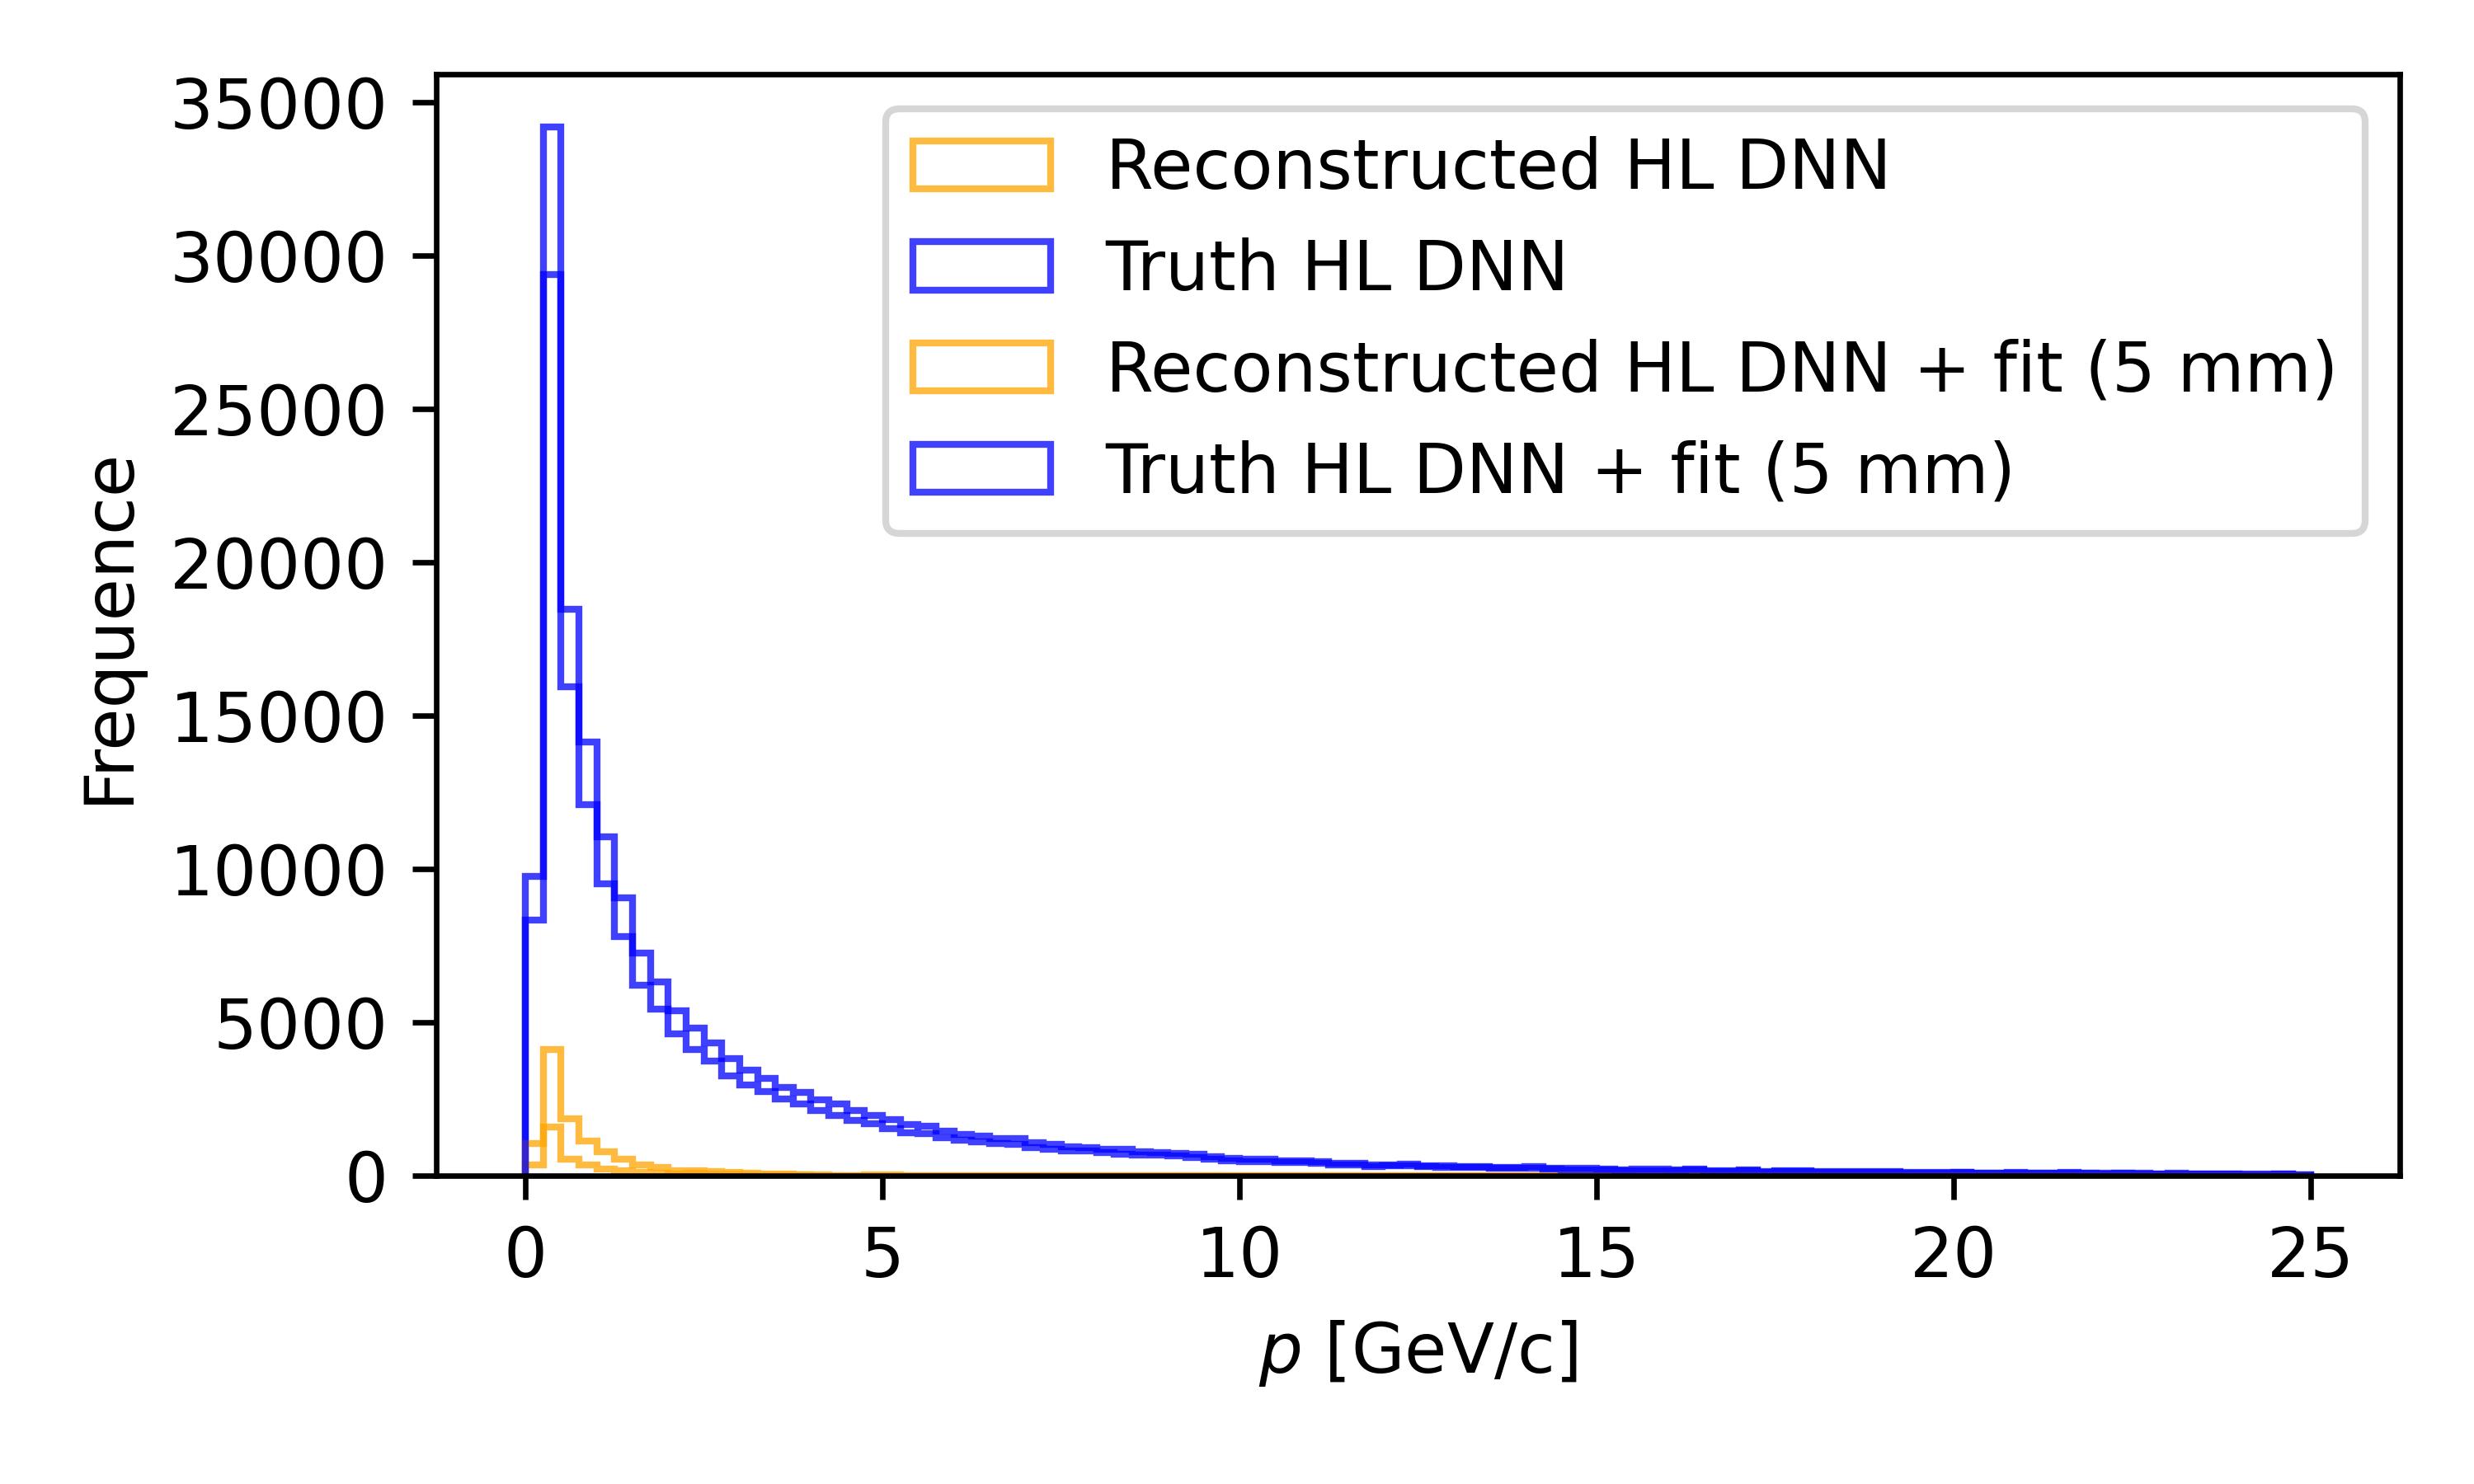 35000
30000
25000
20000
15000
10000
5000
0
Frequence
Reconstructed HL DNN
Truth HL DNN
Reconstructed HL DNN + fit (5 mm)
Truth HL DNN + fit (5 mm)
0 5 10 15 20 25
p [GeV/c]